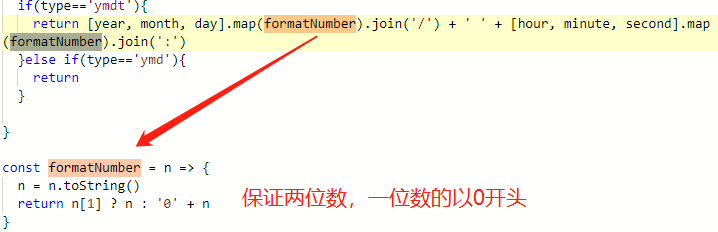 if(type=='ymdt'){
return [year, month, day].map(formatNumber).join('/') + ' ' + [hour, minute, second].map
(formatNumber).join(':')
}else if(type=='ymd'){
return
}
}
const formatNumber = n => {
n = n.toString()
return n[1] ? n : '0' + n
}
保证两位数，一位数的以0开头